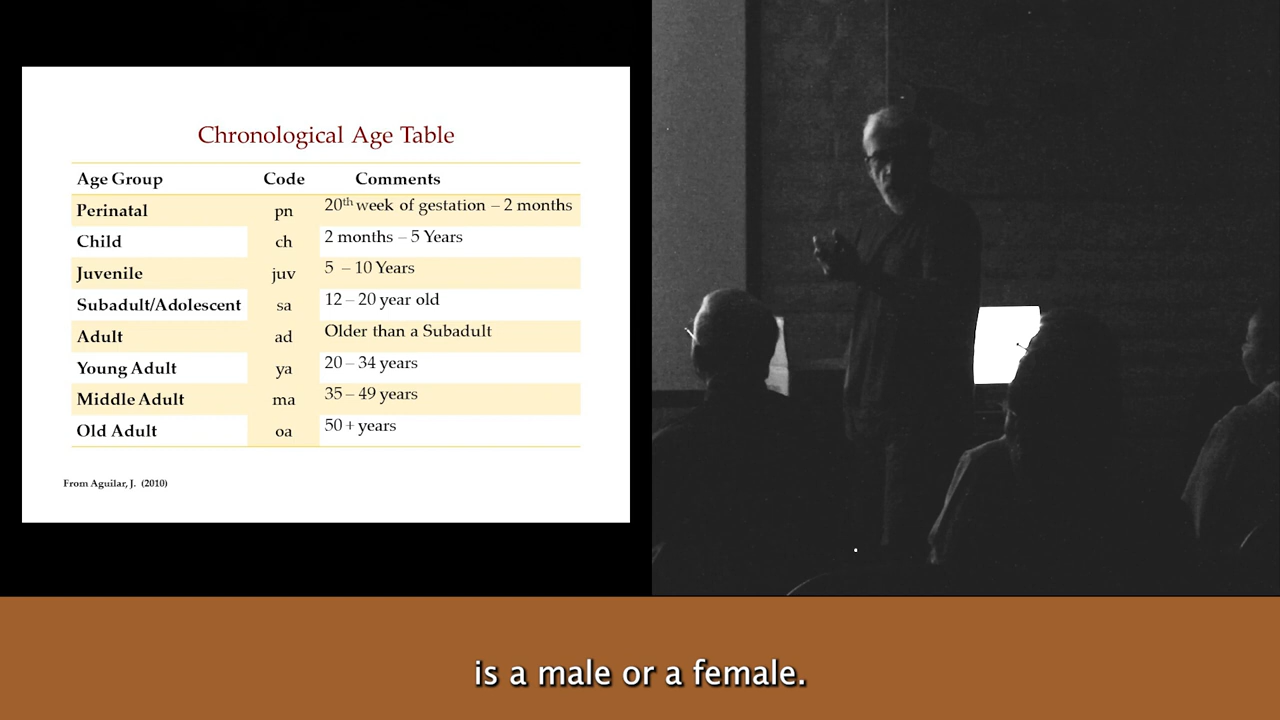 Chronological Age Table
Age Group Code Comments
Perinatal pn 20th week of gestation – 2 months
Child ch 2 months – 5 Years
Juvenile juv 5 – 10 Years
Subadult/Adolescent sa 12 – 20 year old
Adult ad Older than a Subadult
Young Adult ya 20 – 34 years
Middle Adult ma 35 – 49 years
Old Adult oa 50 + years
From Aguilar, J. (2010)
is a male or a female.